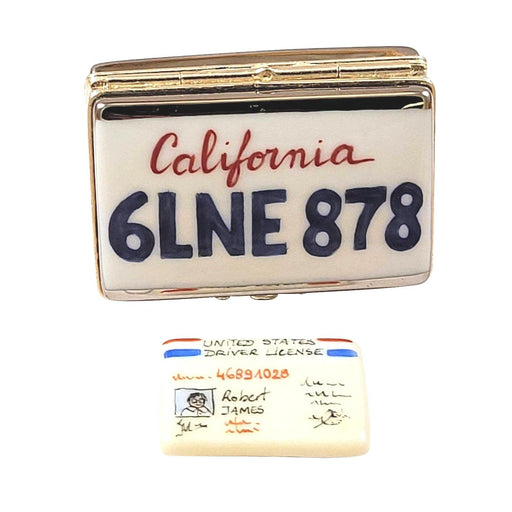 California
6LNE 878
UNITED STATES
DRIVER LICENSE
46891028
Robert
JAMES